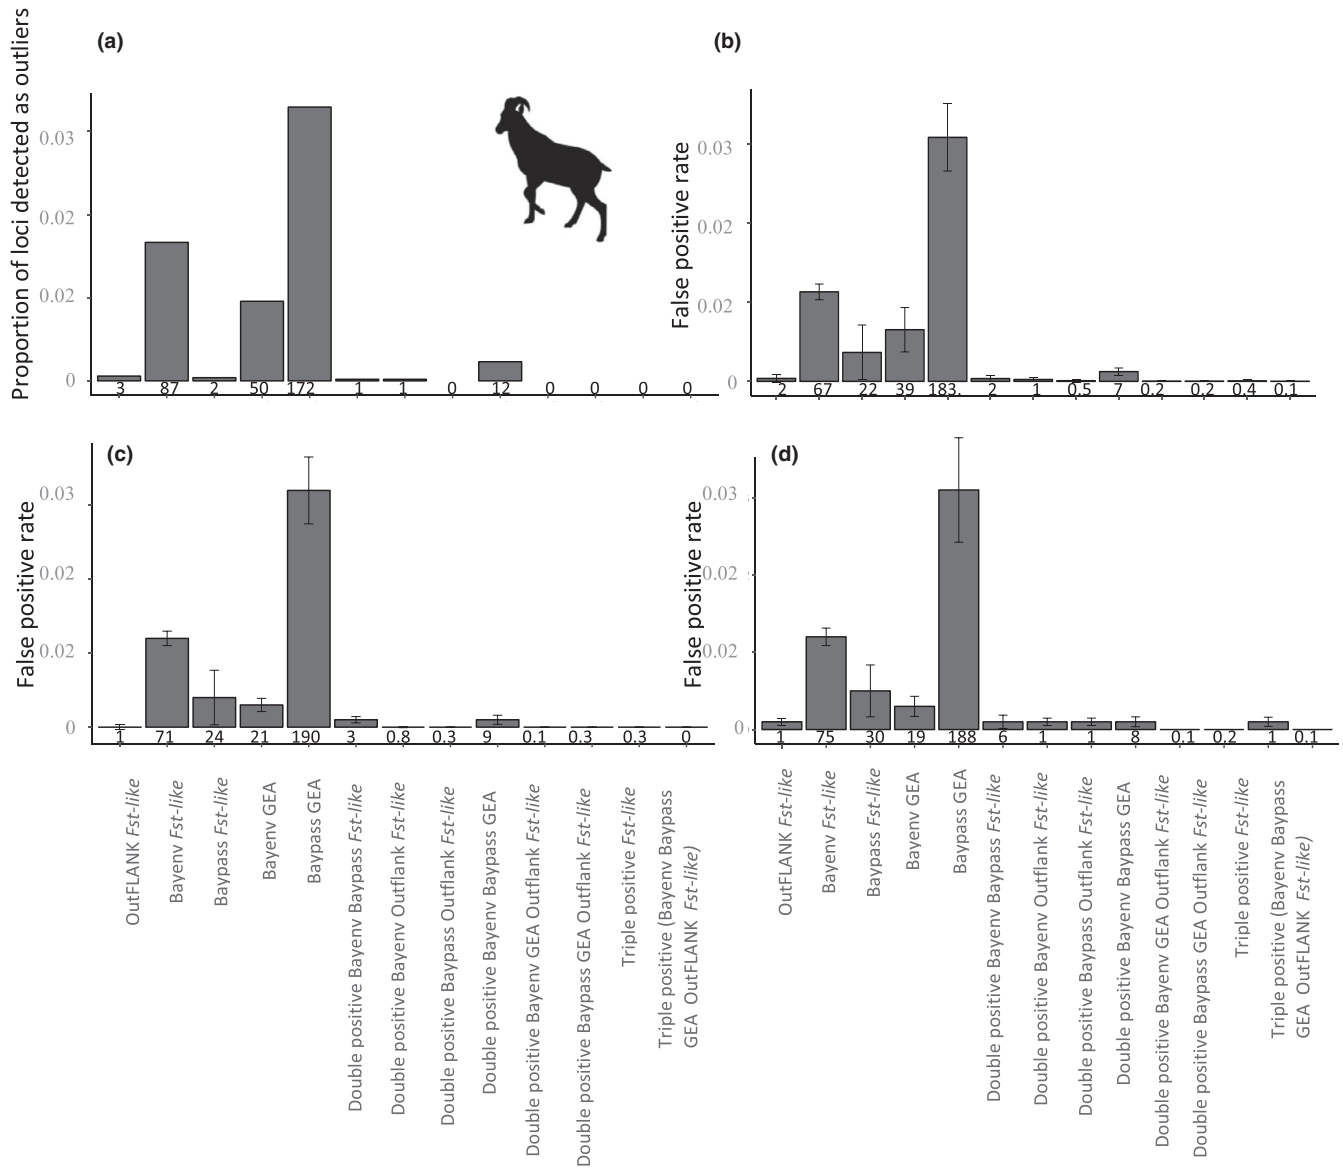 (a)
Proportion of loci detected as outliers
0.03
0.02
0.02
0
3 87 2 50 172 1 1 0 12 0 0 0 0
(b)
False positive rate
0.03
0.02
0.02
0
2 67 22 39 183. 2 1 0.5 7 0.2 0.2 0.4 0.1
(c)
False positive rate
0.03
0.02
0.02
0
1 71 24 21 190 3 0.8 0.3 9 0.1 0.3 0.3 0
(d)
False positive rate
0.03
0.02
0.02
0
1 75 30 19 188 6 1 1 8 0.1 0.2 1 0.1
OutFLANK Fst-like
Bayenv Fst-like
Baypass Fst-like
Bayenv GEA
Baypass GEA
Double positive Bayenv Baypass Fst-like
Double positive Bayenv Outflank Fst-like
Double positive Baypass Outflank Fst-like
Double positive Bayenv Baypass GEA
Double positive Bayenv GEA Outflank Fst-like
Double positive Baypass GEA Outflank Fst-like
Triple positive Fst-like
Triple positive (Bayenv Baypass
GEA OutFLANK Fst-like)
OutFLANK Fst-like
Bayenv Fst-like
Baypass Fst-like
Bayenv GEA
Baypass GEA
Double positive Bayenv Baypass Fst-like
Double positive Bayenv Outflank Fst-like
Double positive Baypass Outflank Fst-like
Double positive Bayenv Baypass GEA
Double positive Bayenv GEA Outflank Fst-like
Double positive Baypass GEA Outflank Fst-like
Triple positive Fst-like
Triple positive (Bayenv Baypass
GEA OutFLANK Fst-like)